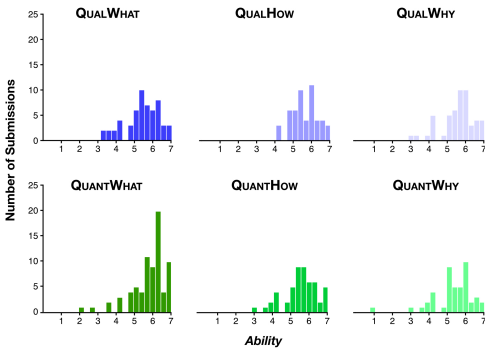 QUALWHAT QUALHOW QUALWHY
25
20
15
10
5
0
1 2 3 4 5 6 7 1 2 3 4 5 6 7 1 2 3 4 5 6 7
Number of Submissions
QUANTWHAT QUANTHOW QUANTWHY
25
20
15
10
5
0
1 2 3 4 5 6 7 1 2 3 4 5 6 7 1 2 3 4 5 6 7
Ability